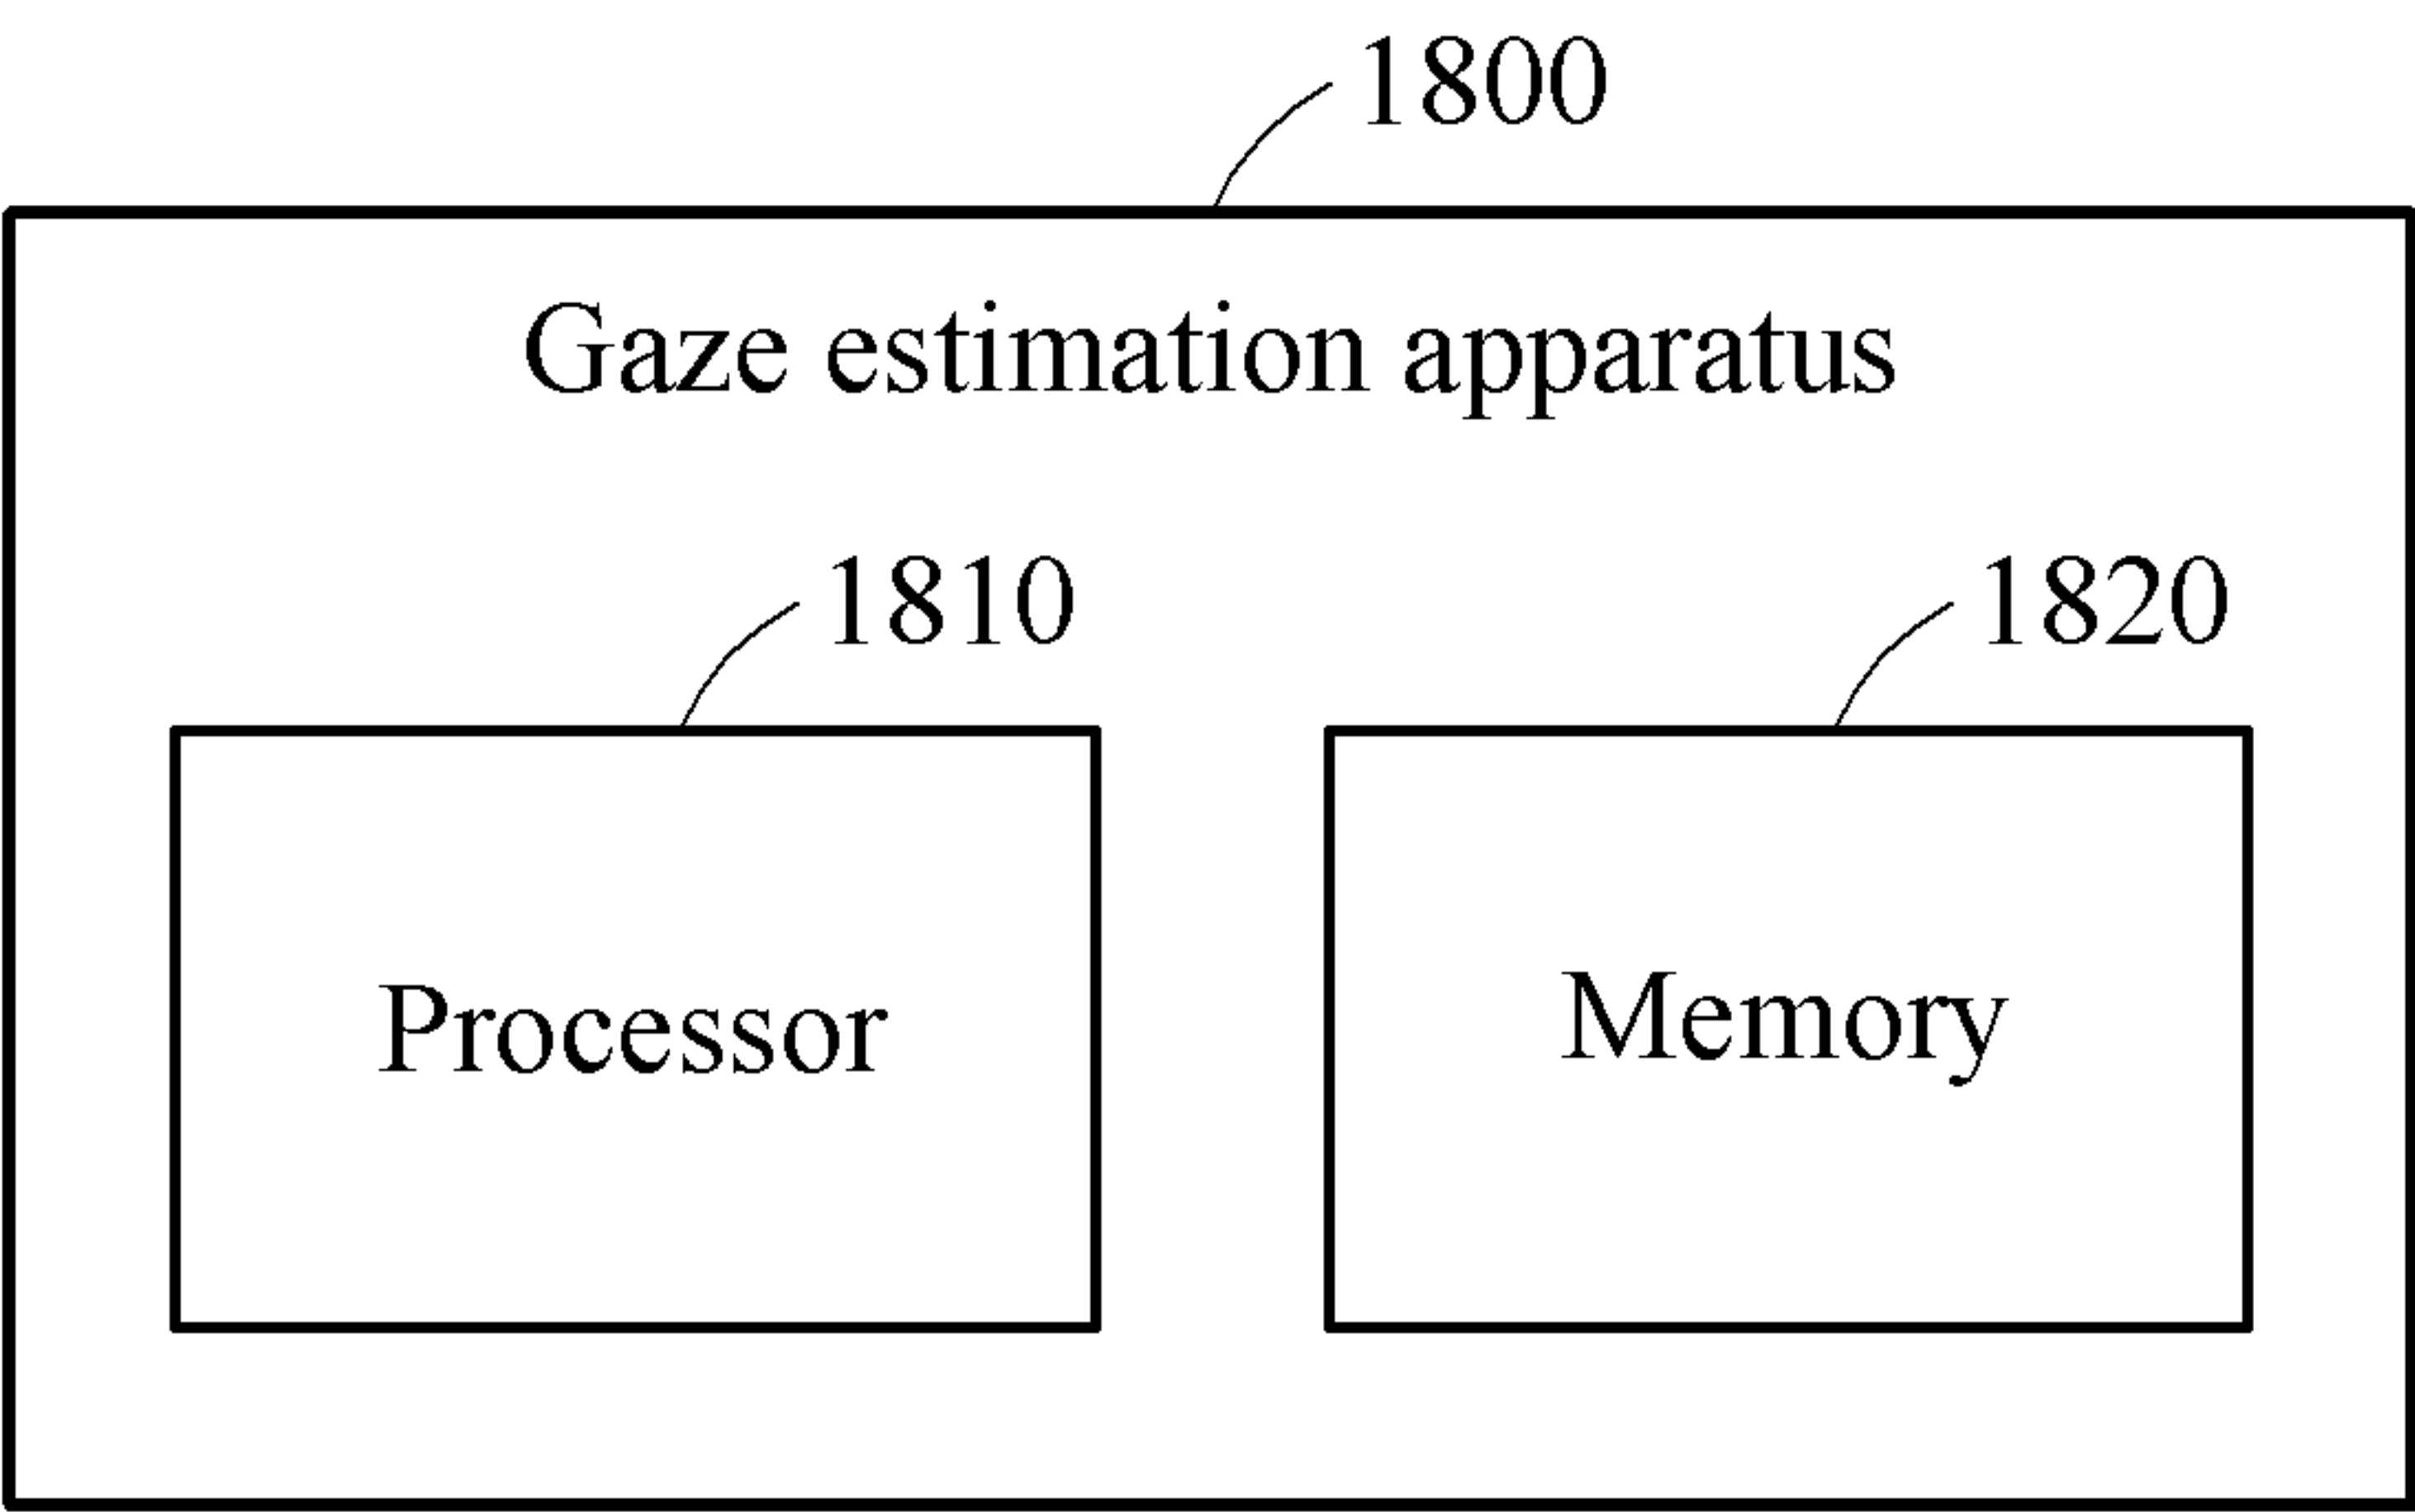 1800
Gaze estimation apparatus
1810
1820
Processor
Memory